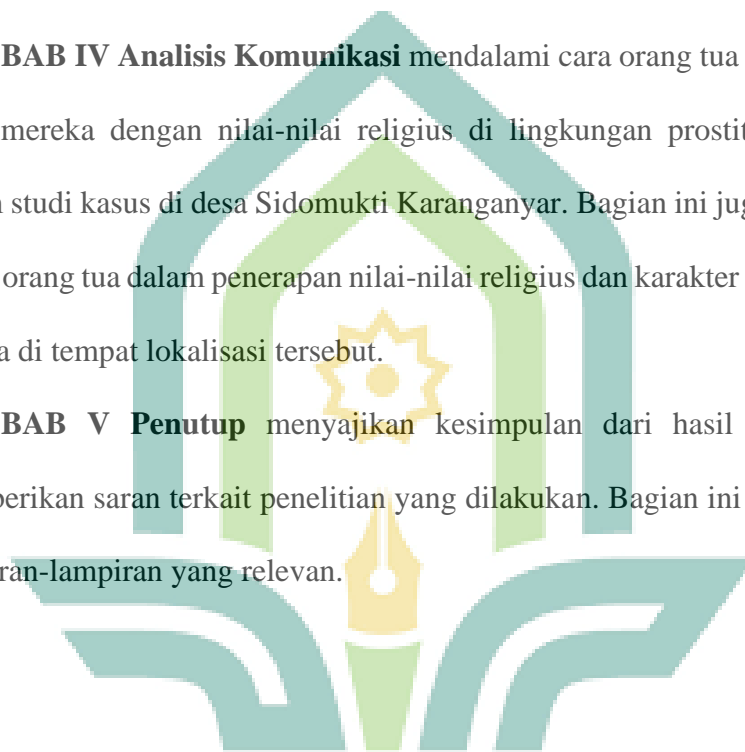 BAB IV Analisis Komunikasi mendalami cara orang tua
mereka dengan nilai-nilai religius di lingkungan
studi kasus di desa Sidomukti Karanganyar. Bagian ini
orang tua dalam penerapan nilai-nilai religius dan karakter
di tempat lokalisasi tersebut.
BAB V Penutup menyajikan kesimpulan dari hasil
berikan saran terkait penelitian yang dilakukan. Bagian ini
ran-lampiran yang relevan.